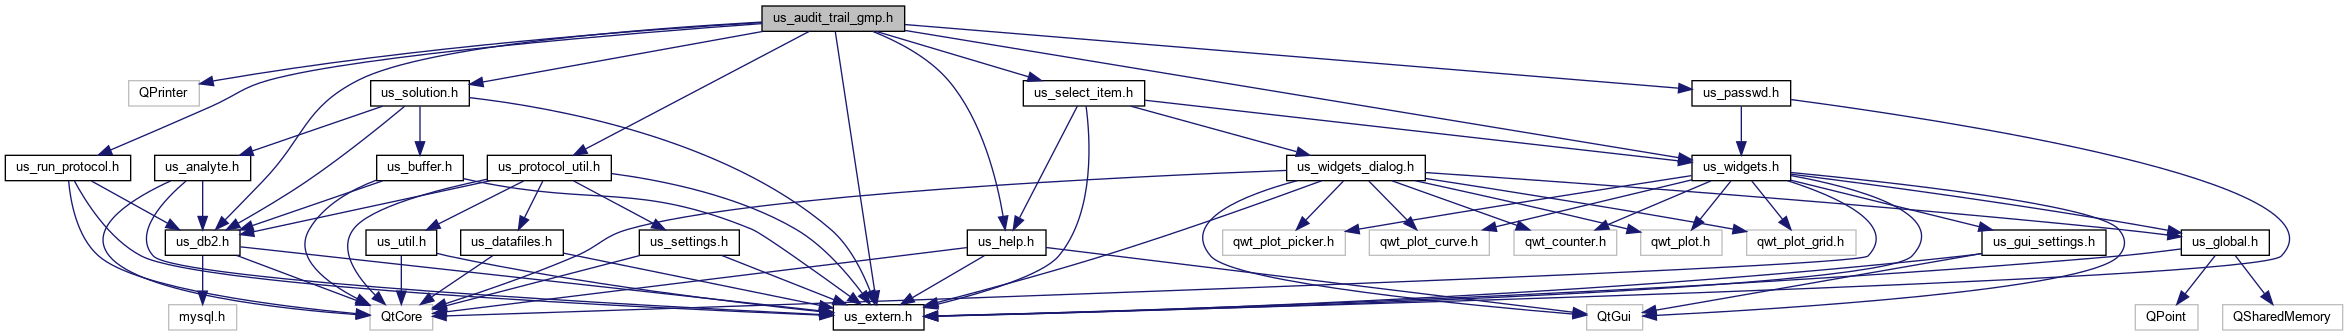 us_audit_trail_gmp.h
QPrinter
us_solution.h
us_select_item.h
us_passwd.h
us_run_protocol.h
us_analyte.h
us_buffer.h
us_protocol_util.h
us_widgets_dialog.h
us_widgets.h
us_db2.h
us_util.h
us_datafiles.h
us_settings.h
us_help.h
qwt_plot_picker.h
qwt_plot_curve.h
qwt_counter.h
qwt_plot.h
qwt_plot_grid.h
us_gui_settings.h
us_global.h
mysql.h
QtCore
us_extern.h
QtGui
QPoint
QSharedMemory